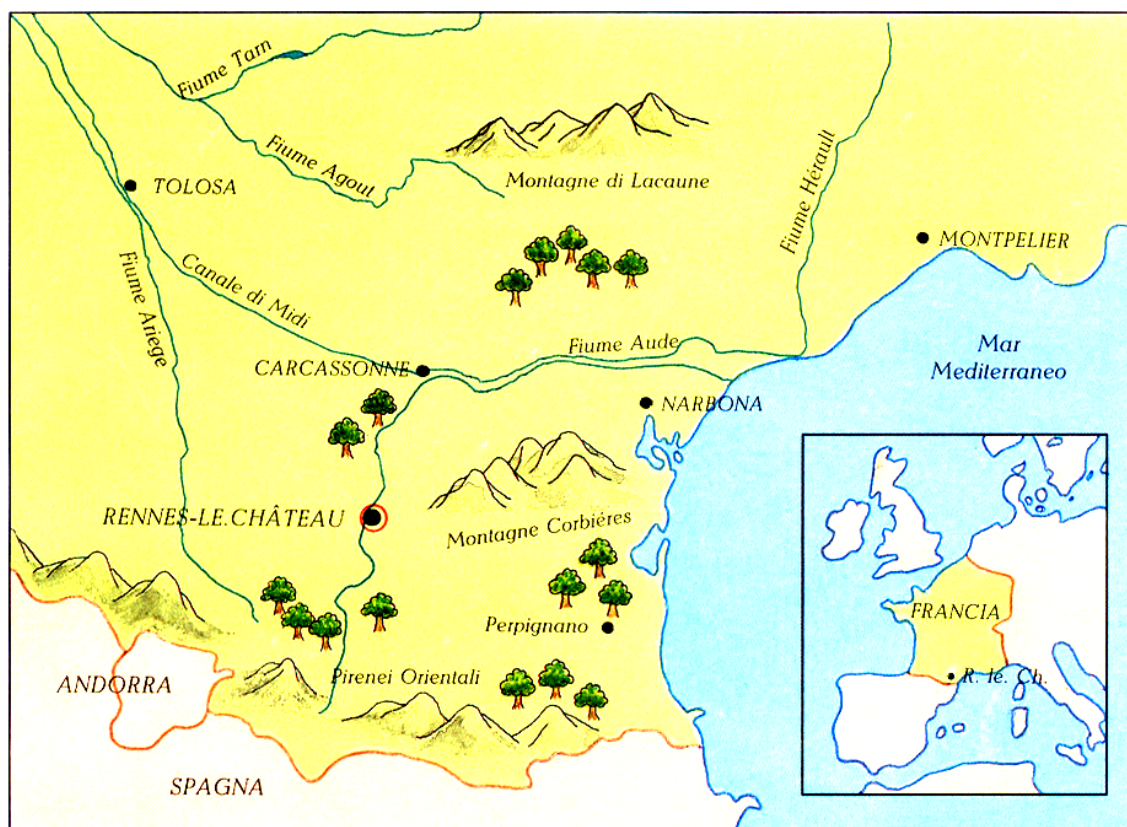 Fiume Tarn
Fiume Agout
Montagne di Lacaune
Fiume Hérault
TOLOSA
MONTPELIER
Fiume Ariege
Canale di Midi
CARCASSONNE
Fiume Aude
Mar
Mediterraneo
NARBONA
RENNES-LE.CHÂTEAU
Montagne Corbiéres
Perpignano
Pirenei Orientali
ANDORRA
SPAGNA
FRANCIA
R. le. Ch.